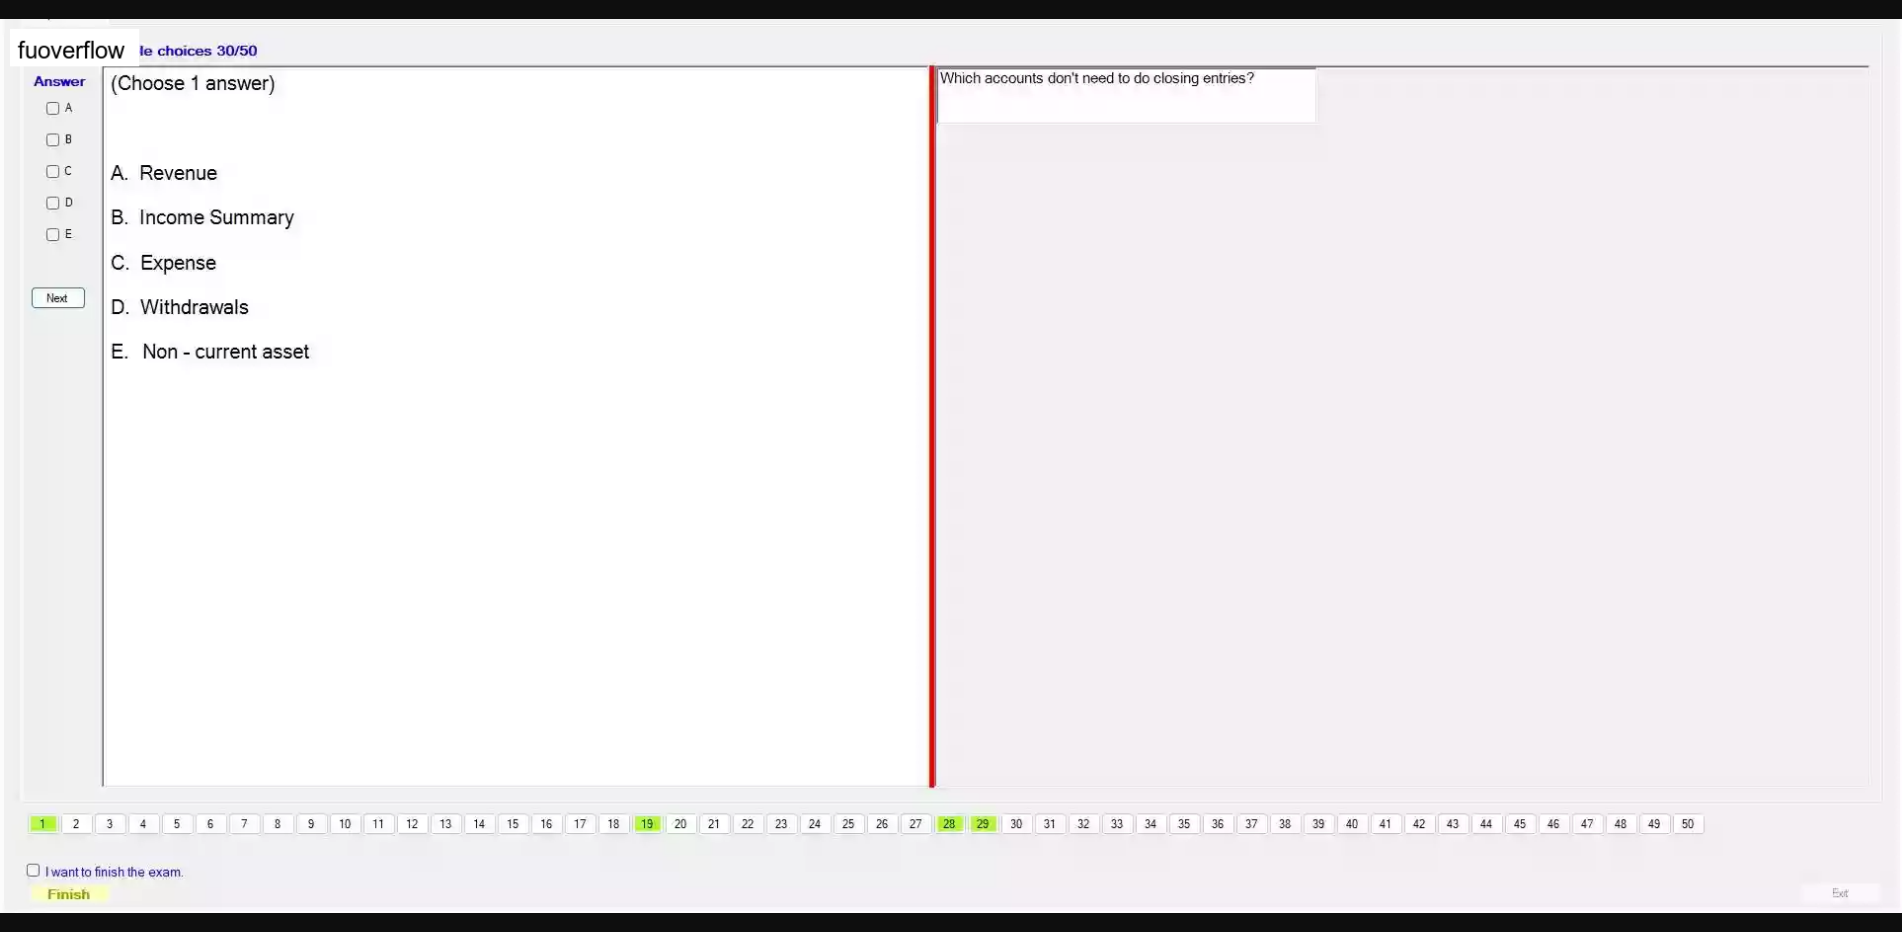 fuoverflow le choices 30/50
Answer
A
B
C
D
E
Next
(Choose 1 answer)
A. Revenue
B. Income Summary
C. Expense
D. Withdrawals
E. Non - current asset
Which accounts don't need to do closing entries?
1 2 3 4 5 6 7 8 9 10 11 12 13 14 15 16 17 18 19 20 21 22 23 24 25 26 27 28 29 30 31 32 33 34 35 36 37 38 39 40 41 42 43 44 45 46 47 48 49 50
I want to finish the exam.
Finish
Exit